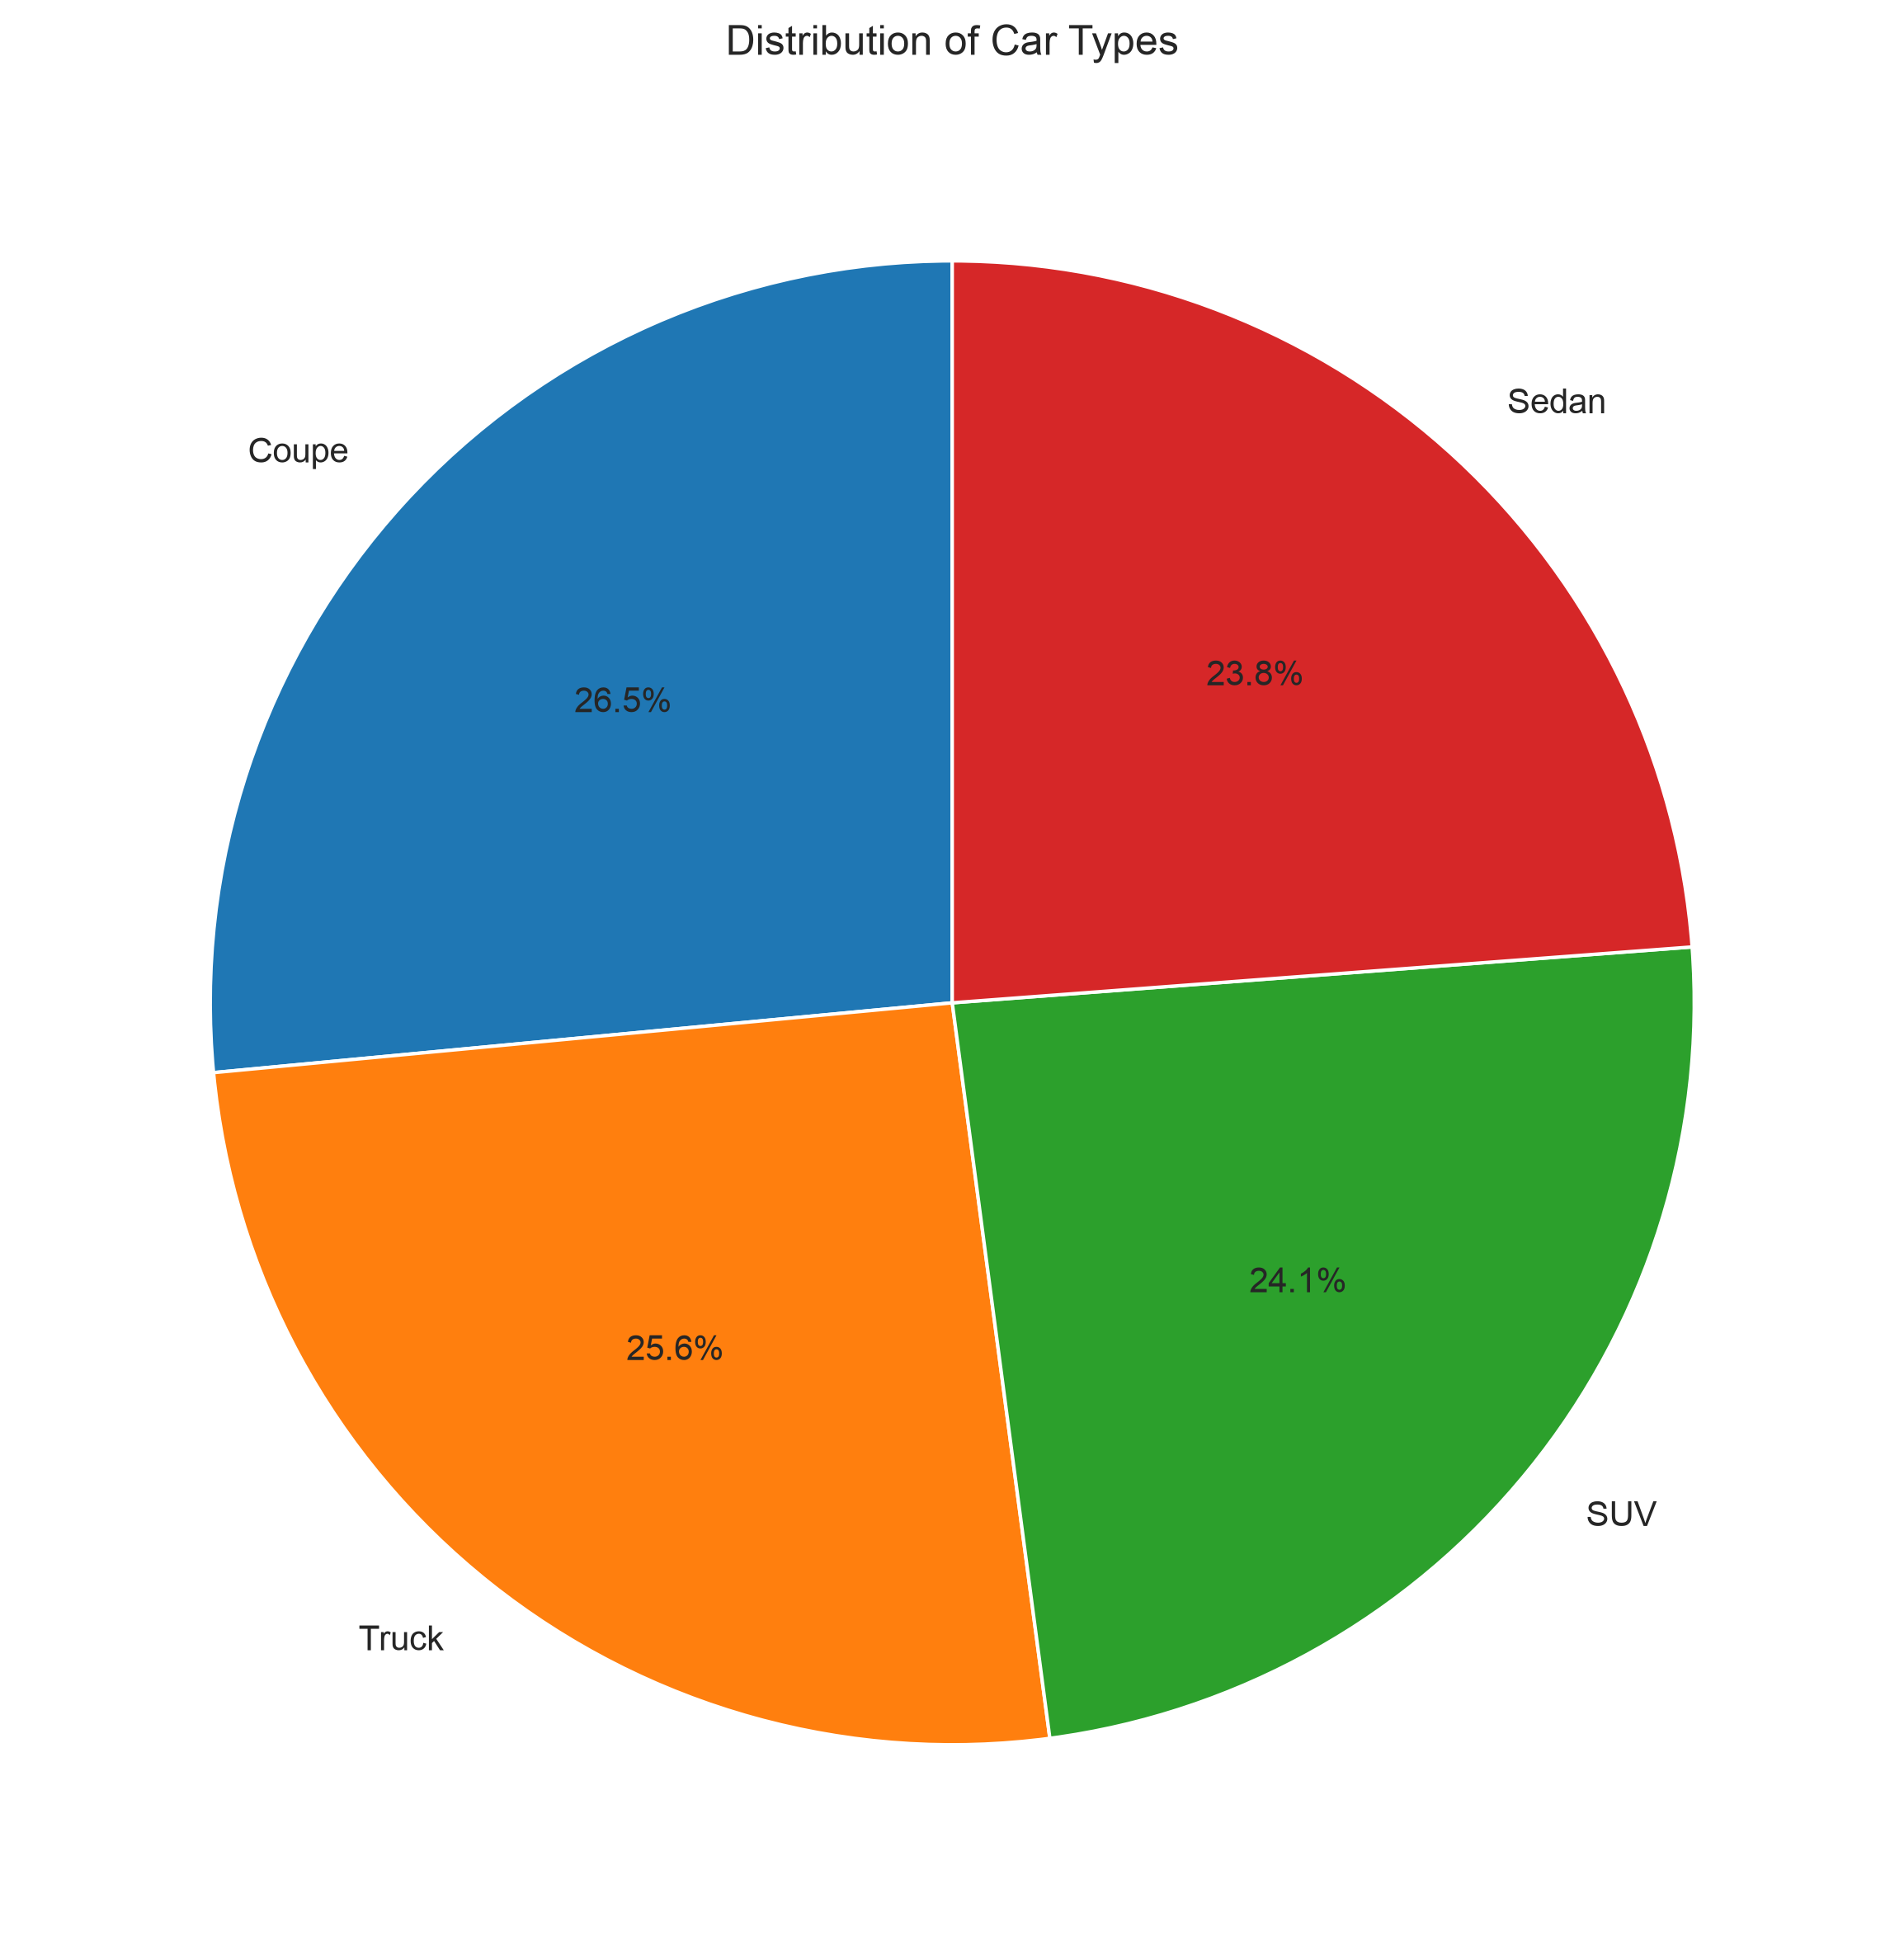 Distribution of Car Types
Sedan
Coupe
23.8%
26.5%
24.1%
25.6%
SUV
Truck